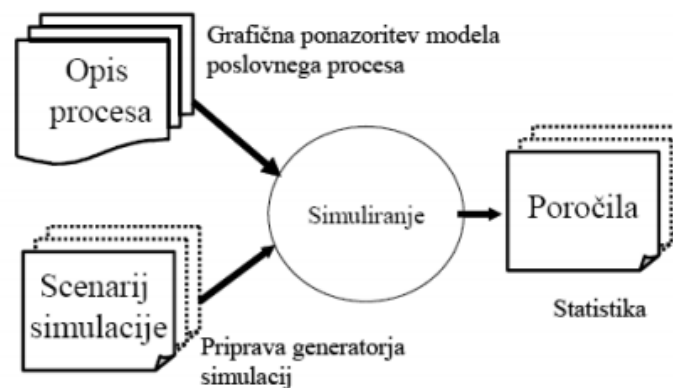 Grafična ponazoritev modela
poslovnega procesa
Opis
procesa
Simuliranje
Poročila
Scenarij
simulacije
Statistika
Priprava generatorja
simulacij